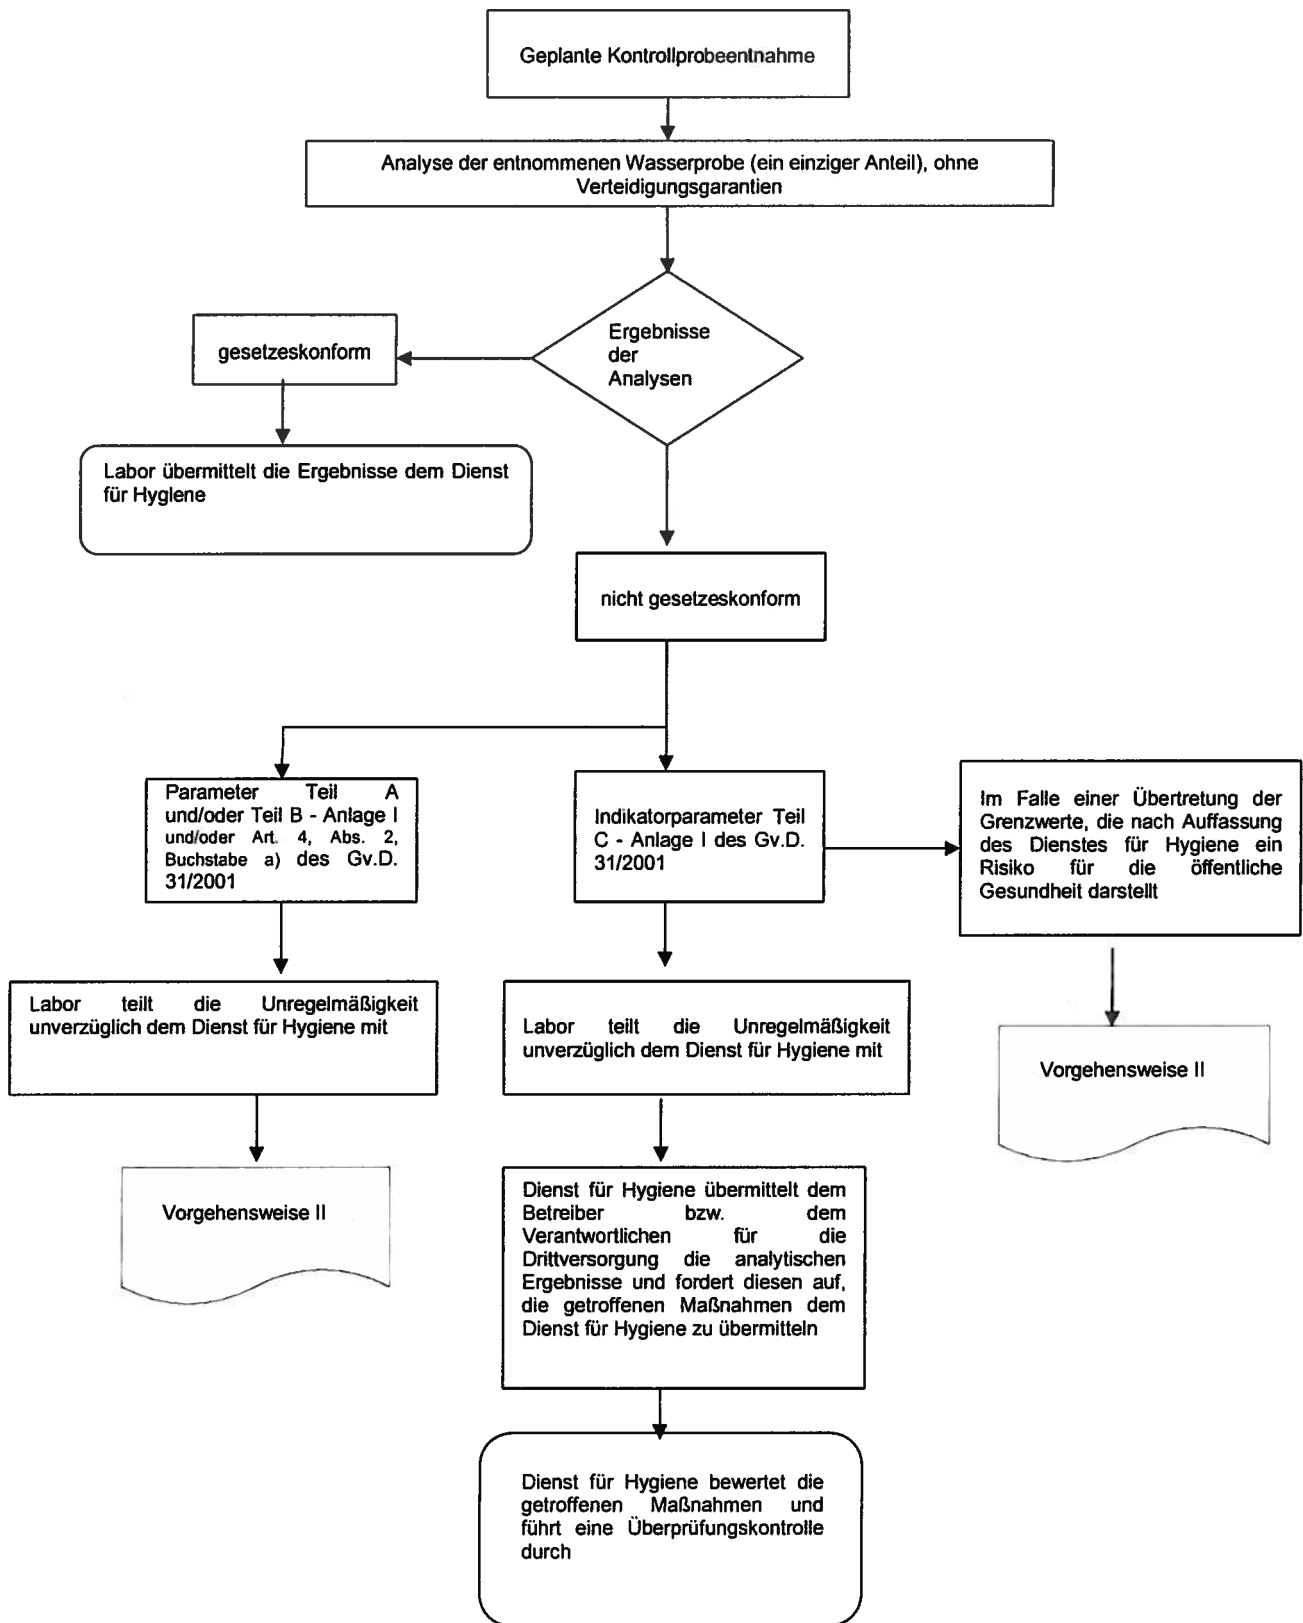 Geplante Kontrollprobeentnahme
Analyse der entnommenen Wasserprobe (ein einziger Anteil), ohne
Verteidigungsgarantien
Ergebnisse
der
Analysen
gesetzeskonform
Labor übermittelt die Ergebnisse dem Dienst
für Hygiene
nicht gesetzeskonform
Parameter Teil A
und/oder Teil B - Anlage I
und/oder Art. 4, Abs. 2,
Buchstabe a) des Gv.D.
31/2001
Indikatorparameter Teil
C - Anlage I des Gv.D.
31/2001
Im Falle einer Übertretung der
Grenzwerte, die nach Auffassung
des Dienstes für Hygiene ein
Risiko für die öffentliche
Gesundheit darstellt
Labor teilt die Unregelmäßigkeit
unverzüglich dem Dienst für Hygiene mit
Labor teilt die Unregelmäßigkeit
unverzüglich dem Dienst für Hygiene mit
Vorgehensweise II
Vorgehensweise II
Dienst für Hygiene übermittelt dem
Betreiber bzw. dem
Verantwortlichen für die
Drittversorgung die analytischen
Ergebnisse und fordert diesen auf,
die getroffenen Maßnahmen dem
Dienst für Hygiene zu übermitteln
Dienst für Hygiene bewertet die
getroffenen Maßnahmen und
führt eine Überprüfungskontrolle
durch